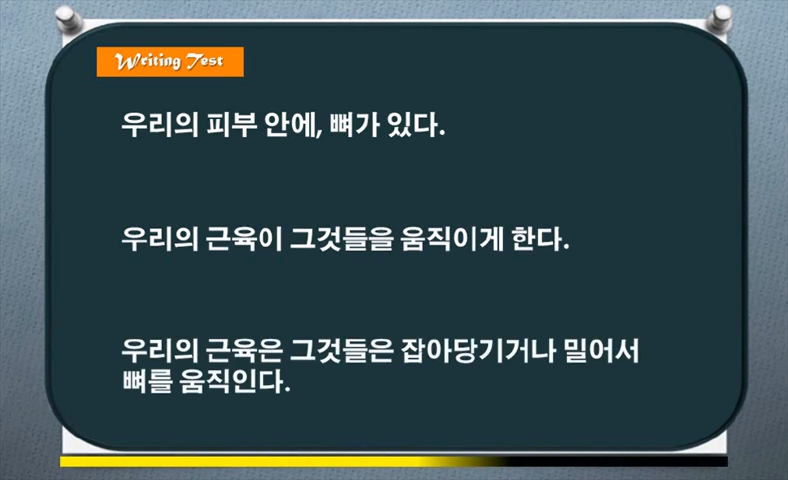 Writing Test
우리의 피부 안에, 뼈가 있다.
우리의 근육이 그것들을 움직이게 한다.
우리의 근육은 그것들은 잡아당기거나 밀어서
뼈를 움직인다.